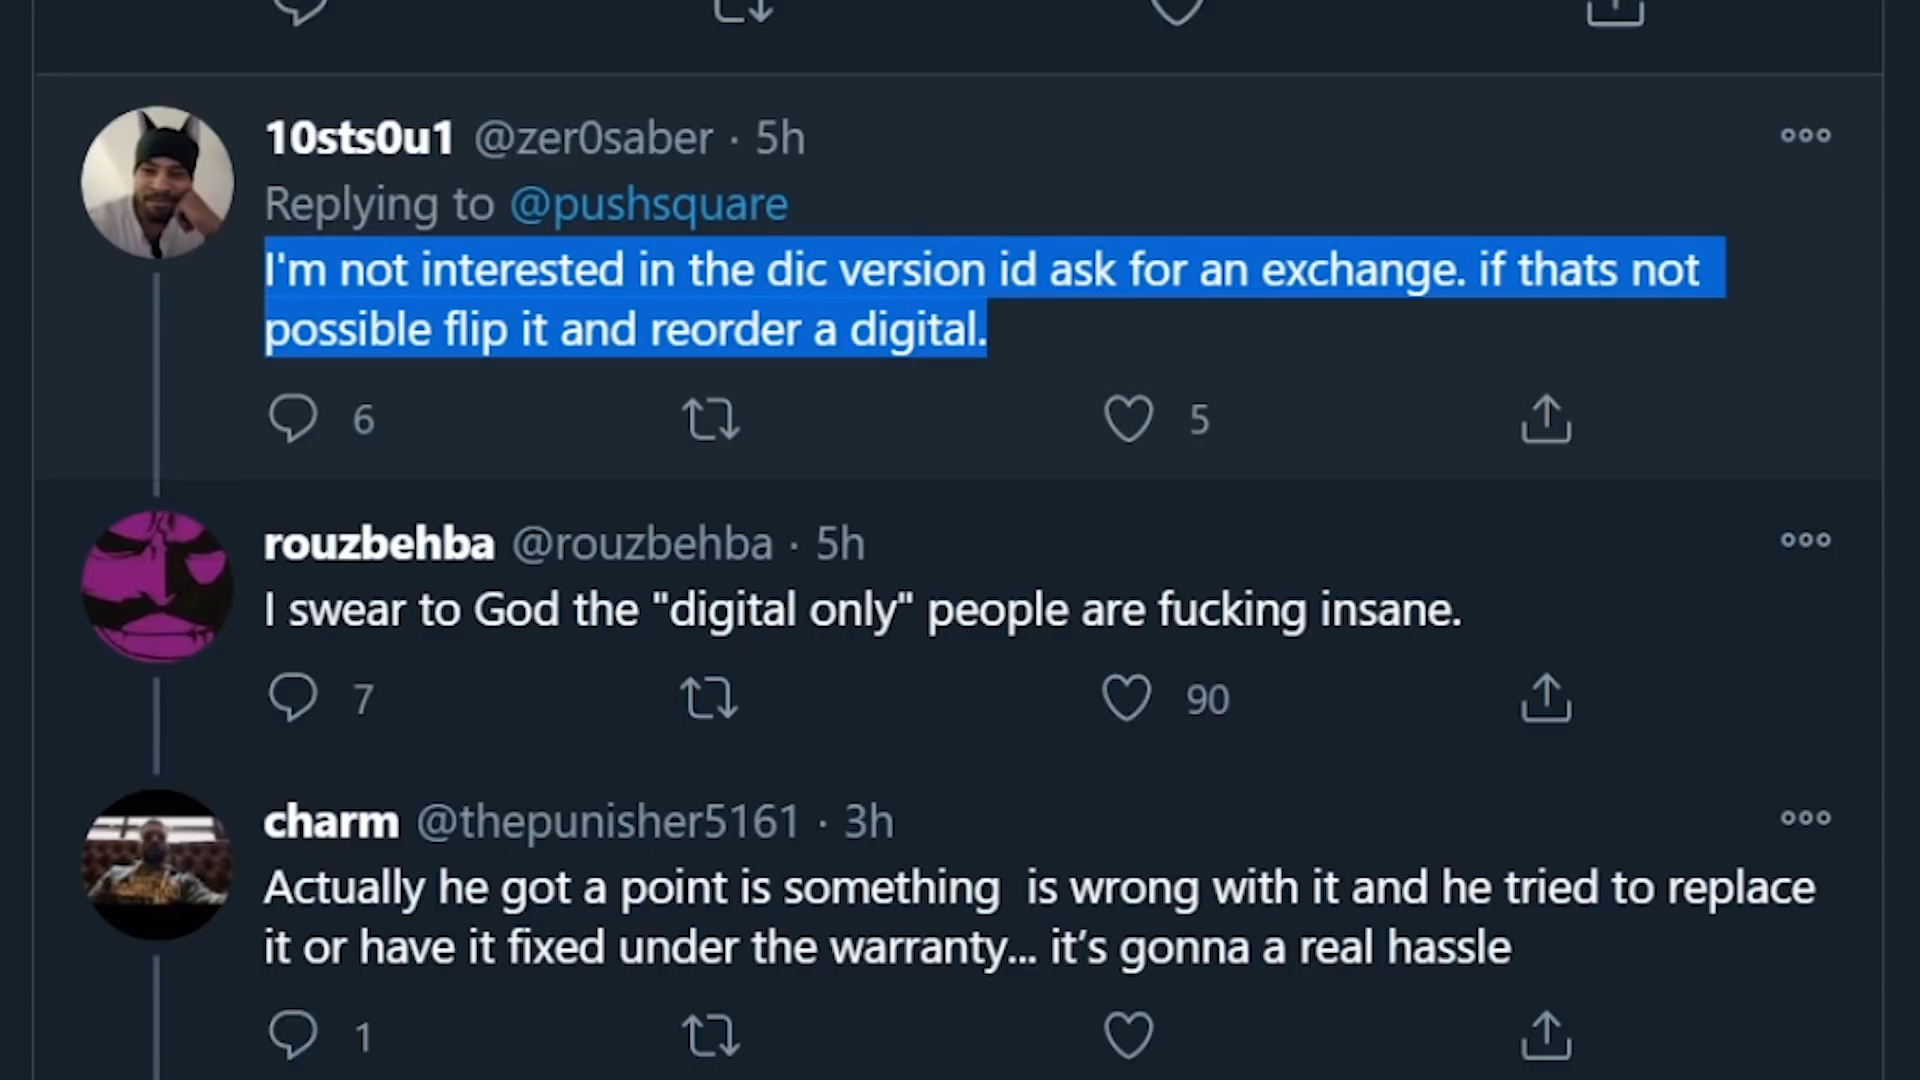 10sts0u1 @zer0saber · 5h
Replying to @pushsquare
I'm not interested in the dic version id ask for an exchange. if thats not
possible flip it and reorder a digital.
6 5
rouzbehba @rouzbehba · 5h
I swear to God the "digital only" people are fucking insane.
7 90
charm @thepunisher5161 · 3h
Actually he got a point is something  is wrong with it and he tried to replace
it or have it fixed under the warranty... it’s gonna a real hassle
1